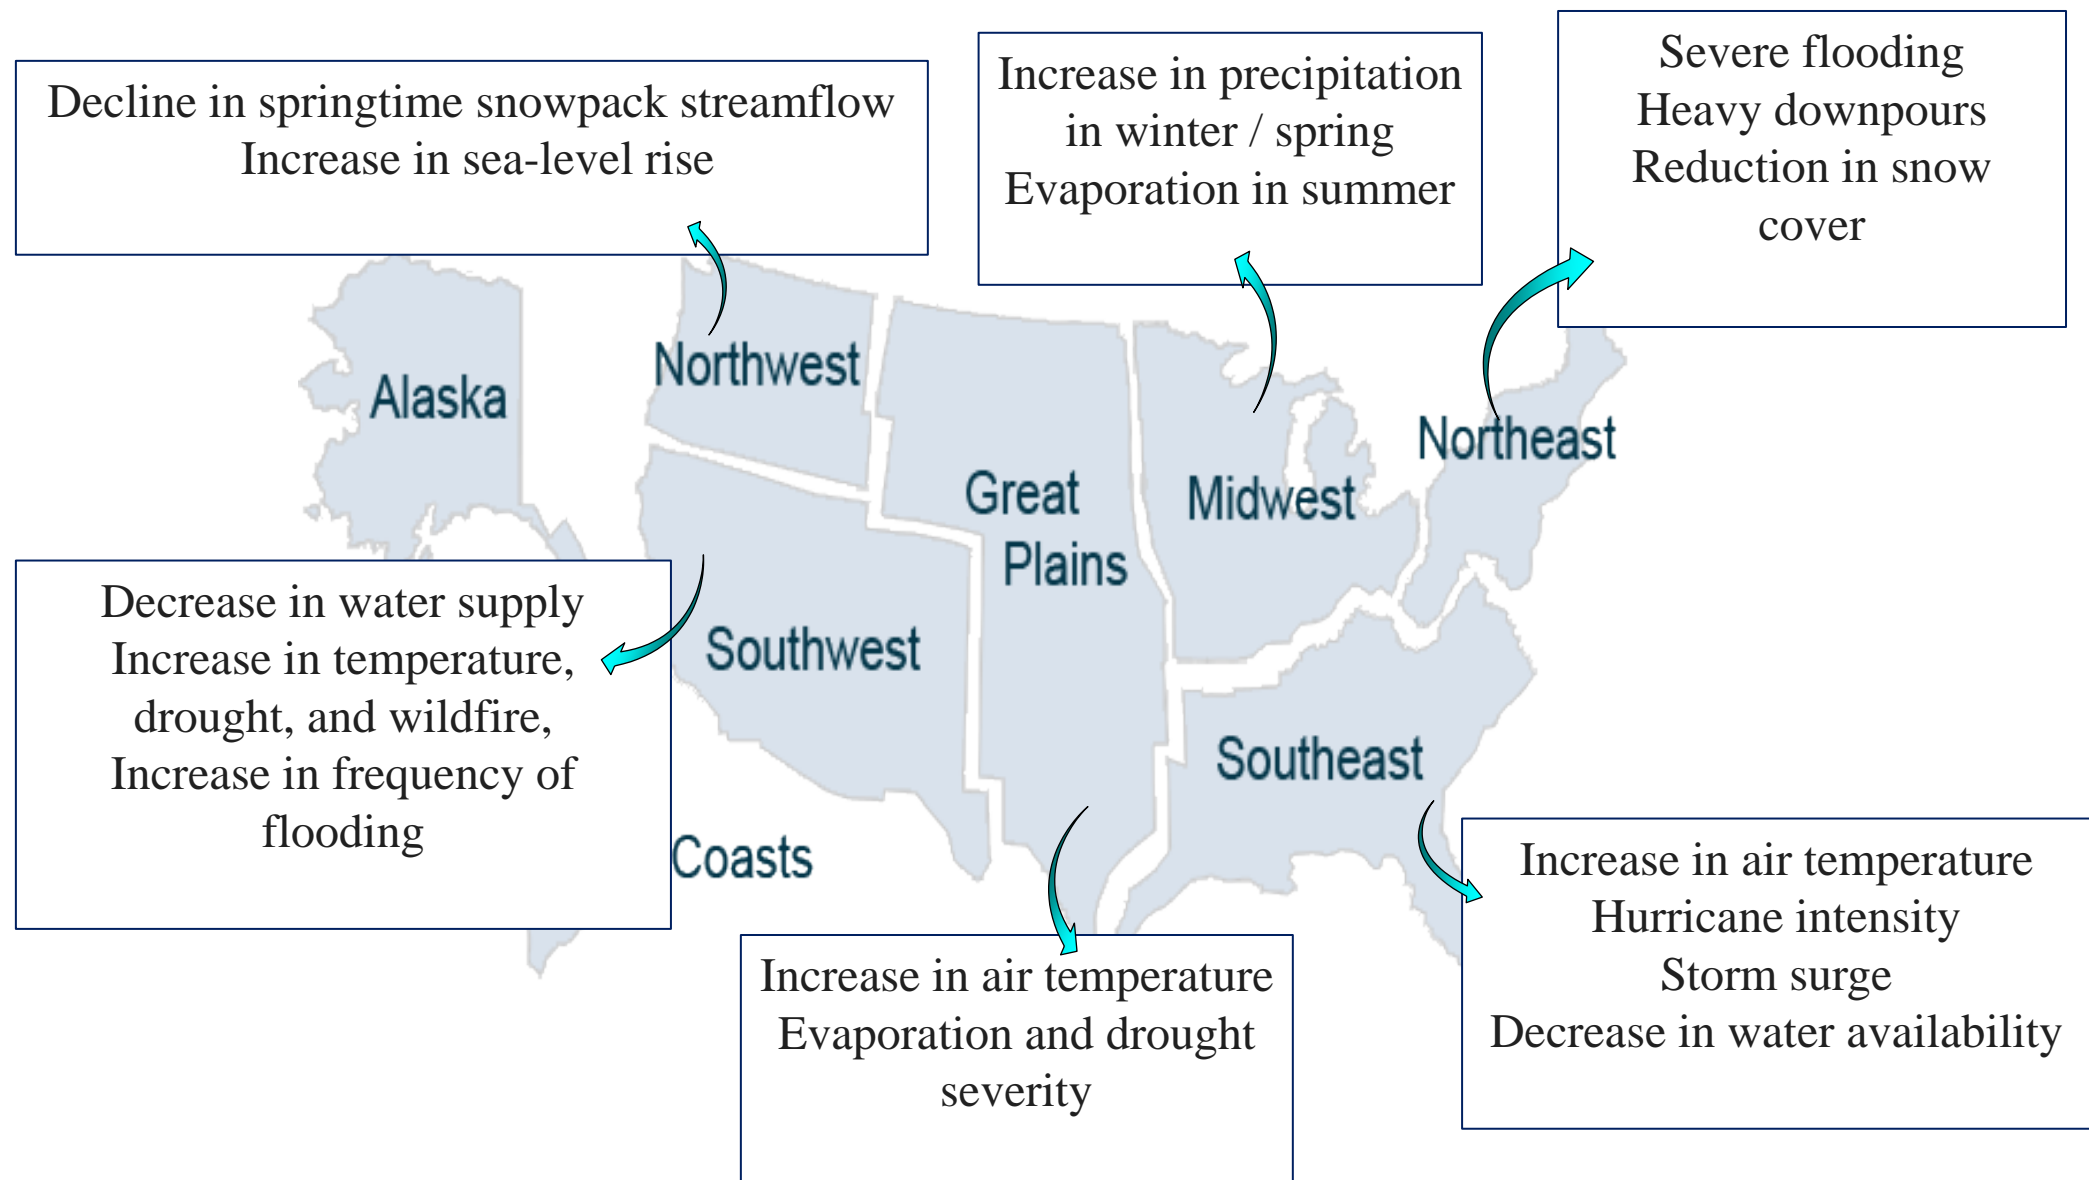 Decline in springtime snowpack streamflow
Increase in sea-level rise
Increase in precipitation
in winter / spring
Evaporation in summer
Severe flooding
Heavy downpours
Reduction in snow
cover
Alaska
Northwest
Great
Plains
Midwest
Northeast
Southwest
Southeast
Coasts
Decrease in water supply
Increase in temperature,
drought, and wildfire,
Increase in frequency of
flooding
Increase in air temperature
Evaporation and drought
severity
Increase in air temperature
Hurricane intensity
Storm surge
Decrease in water availability